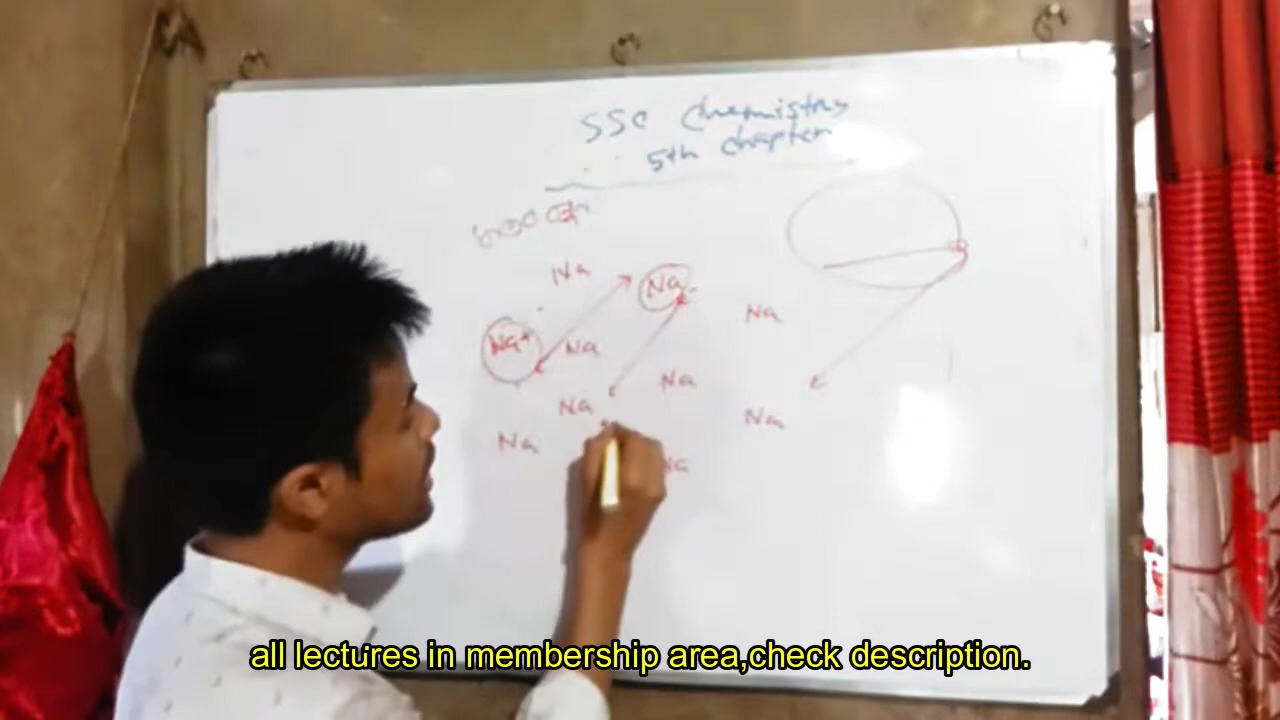 SSC Chemistry
5th chapter
Na
Na
Na+
Na
Na
Na
Na
Na
Na
Na
all lectures in membership area,check description.